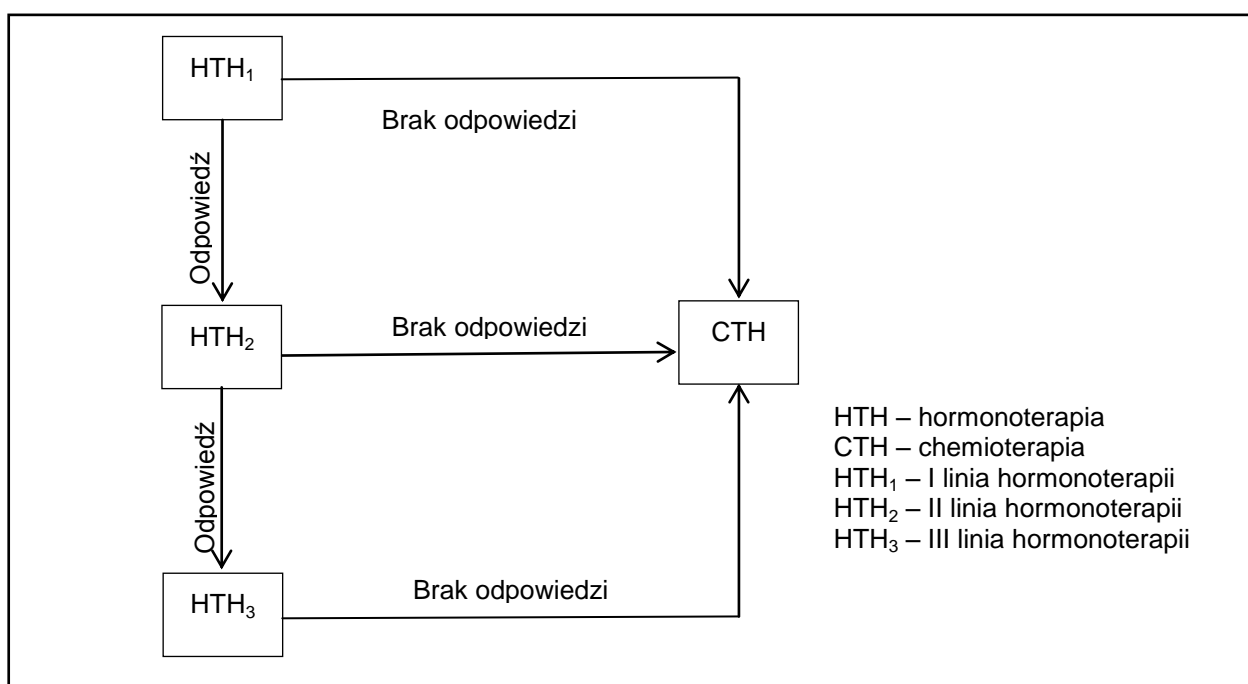 HTH₁
Brak odpowiedzi
Odpowiedź
HTH₂
Brak odpowiedzi
CTH
Odpowiedź
HTH₃
Brak odpowiedzi
HTH – hormonoterapia
CTH – chemioterapia
HTH₁ – I linia hormonoterapii
HTH₂ – II linia hormonoterapii
HTH₃ – III linia hormonoterapii